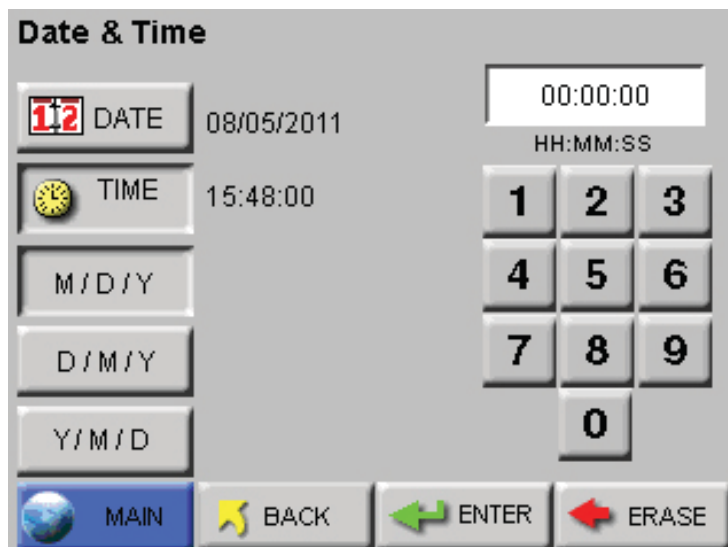 Date & Time
12 DATE 08/05/2011
TIME 15:48:00
M/D/Y
D/M/Y
Y/M/D
00:00:00
HH:MM:SS
1 2 3
4 5 6
7 8 9
0
MAIN BACK ENTER ERASE